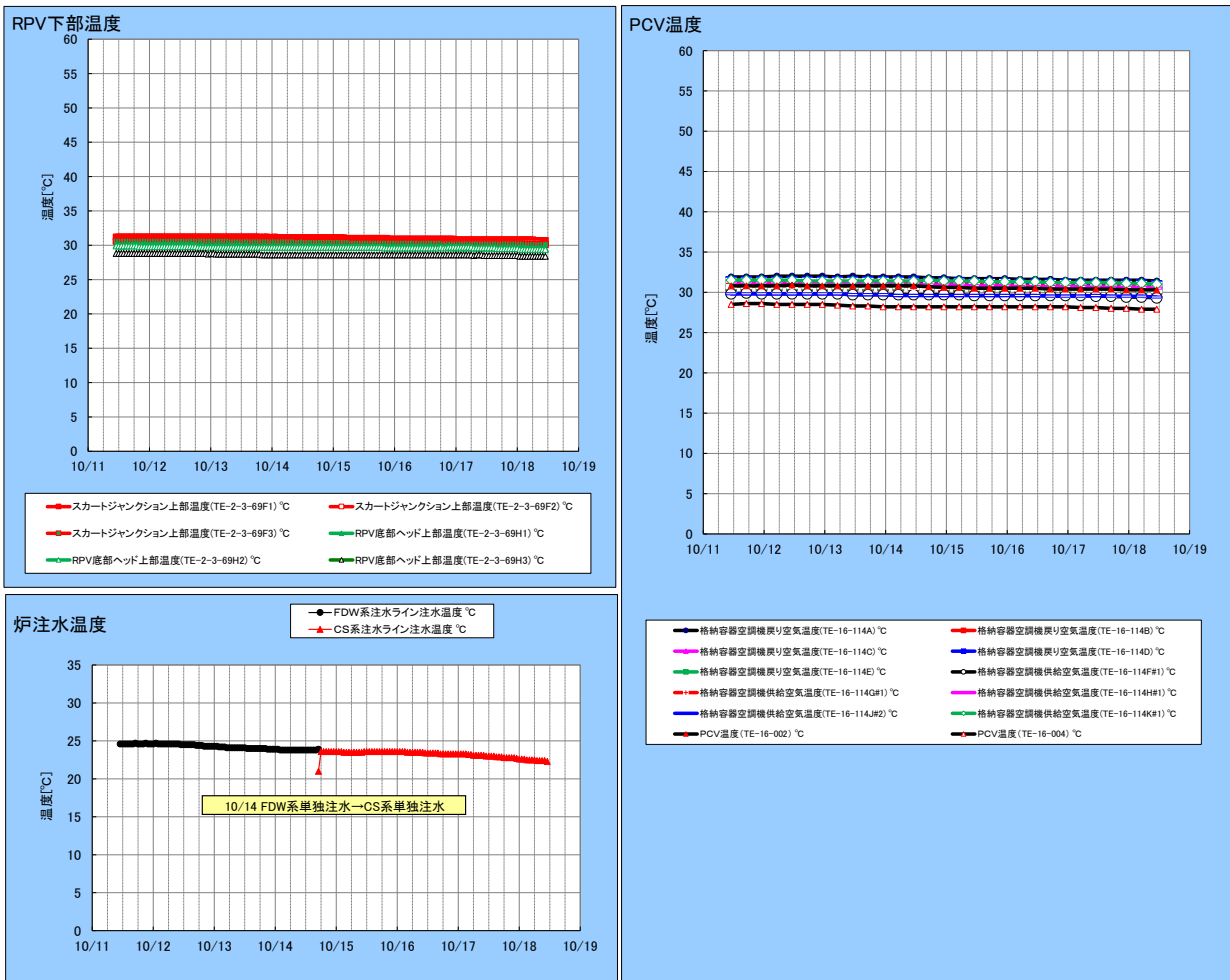 RPV下部温度
60
55
50
45
40
35
30
25
20
15
10
5
0
温度[℃]
10/11 10/12 10/13 10/14 10/15 10/16 10/17 10/18 10/19
スカートジャンクション上部温度(TE-2-3-69F1) ℃ スカートジャンクション上部温度(TE-2-3-69F2) ℃
スカートジャンクション上部温度(TE-2-3-69F3) ℃ RPV底部ヘッド上部温度(TE-2-3-69H1) ℃
RPV底部ヘッド上部温度(TE-2-3-69H2) ℃ RPV底部ヘッド上部温度(TE-2-3-69H3) ℃
炉注水温度
FDW系注水ライン注水温度 ℃
CS系注水ライン注水温度 ℃
35
30
25
20
15
10
5
0
温度[℃]
10/14 FDW系単独注水→CS系単独注水
10/11 10/12 10/13 10/14 10/15 10/16 10/17 10/18 10/19
PCV温度
60
55
50
45
40
35
30
25
20
15
10
5
0
温度[℃]
10/11 10/12 10/13 10/14 10/15 10/16 10/17 10/18 10/19
格納容器空調機戻り空気温度(TE-16-114A) ℃ 格納容器空調機戻り空気温度(TE-16-114B) ℃
格納容器空調機戻り空気温度(TE-16-114C) ℃ 格納容器空調機戻り空気温度(TE-16-114D) ℃
格納容器空調機戻り空気温度(TE-16-114E) ℃ 格納容器空調機供給空気温度(TE-16-114F#1) ℃
格納容器空調機供給空気温度(TE-16-114G#1) ℃ 格納容器空調機供給空気温度(TE-16-114H#1) ℃
格納容器空調機供給空気温度(TE-16-114J#2) ℃ 格納容器空調機供給空気温度(TE-16-114K#1) ℃
PCV温度(TE-16-002) ℃ PCV温度(TE-16-004) ℃